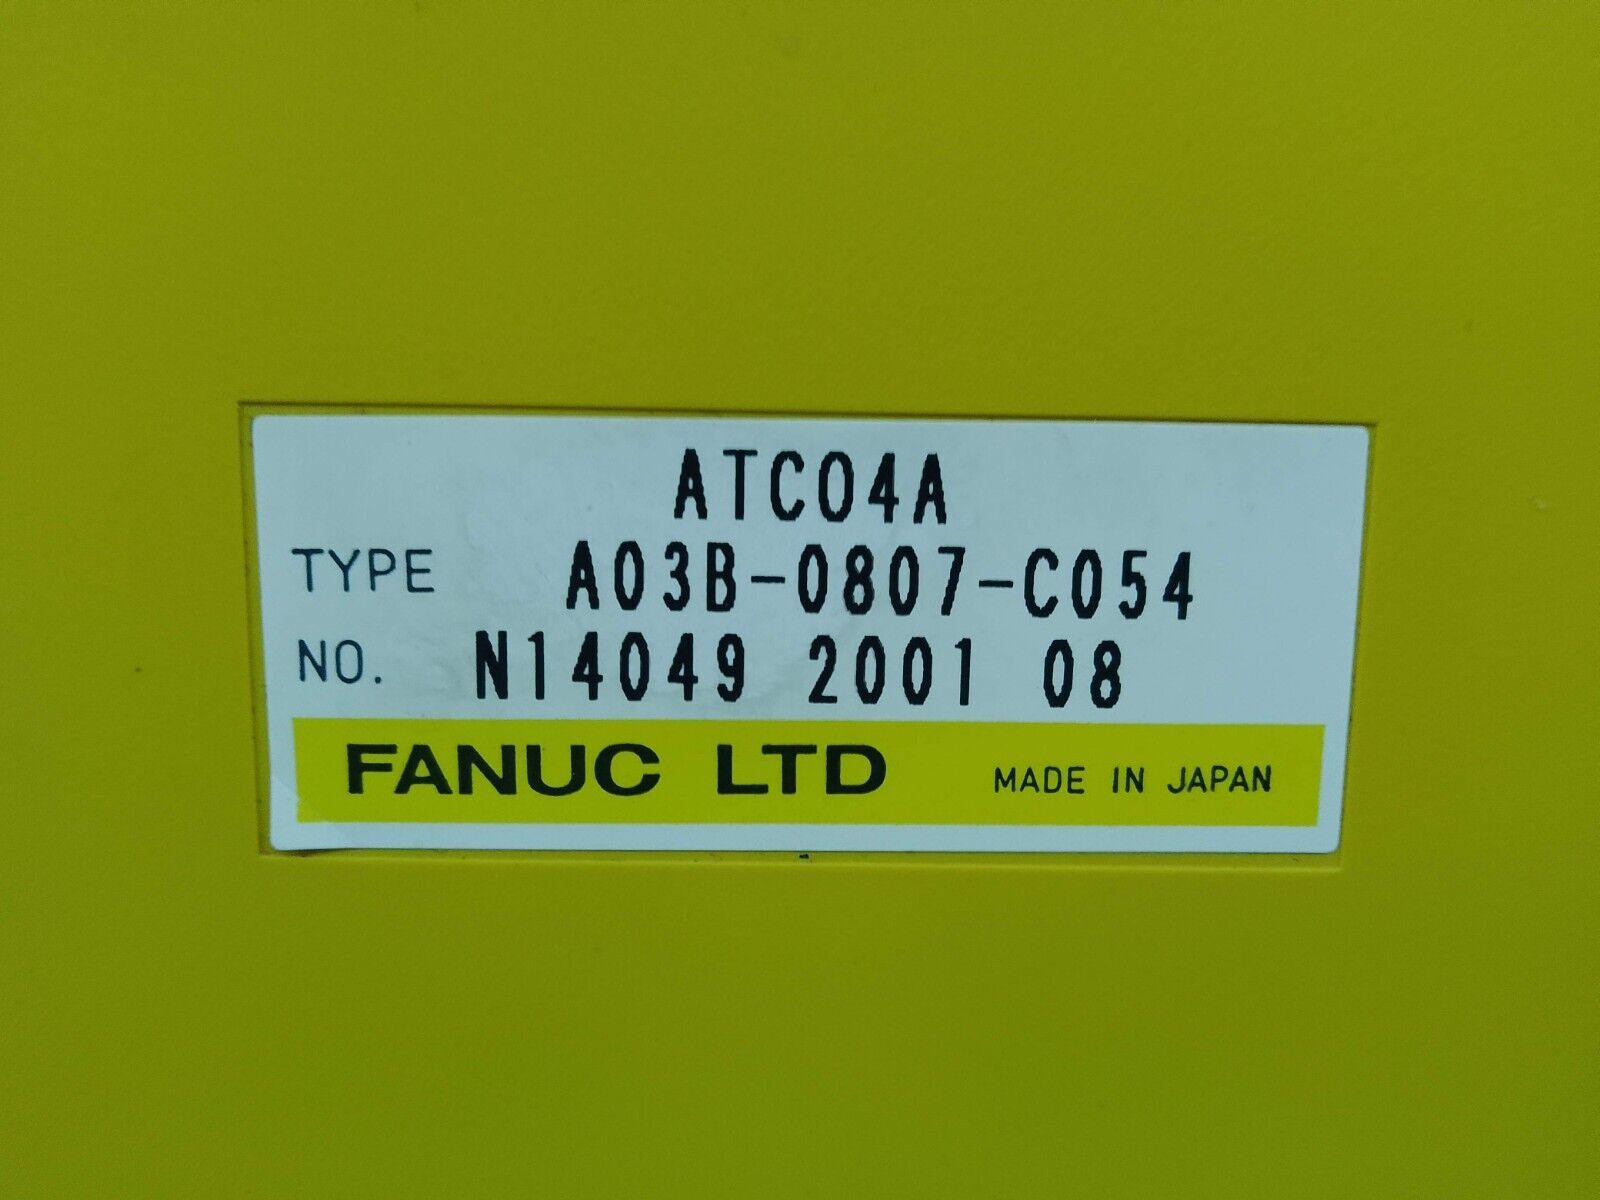 ATC04A
TYPE A03B-0807-C054
NO. N14049 2001 08
FANUC LTD MADE IN JAPAN